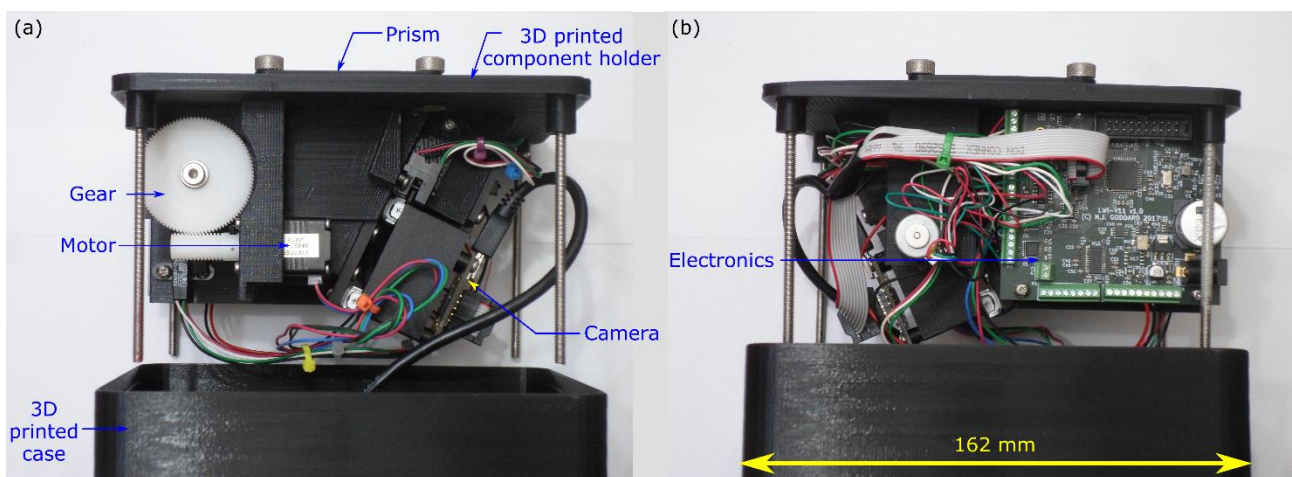 (a)
Prism
3D printed
component holder
Gear
Motor
Camera
3D
printed
case
(b)
LWI-V11 v1.0
(C) N.J. GODDARD 2017
Electronics
162 mm